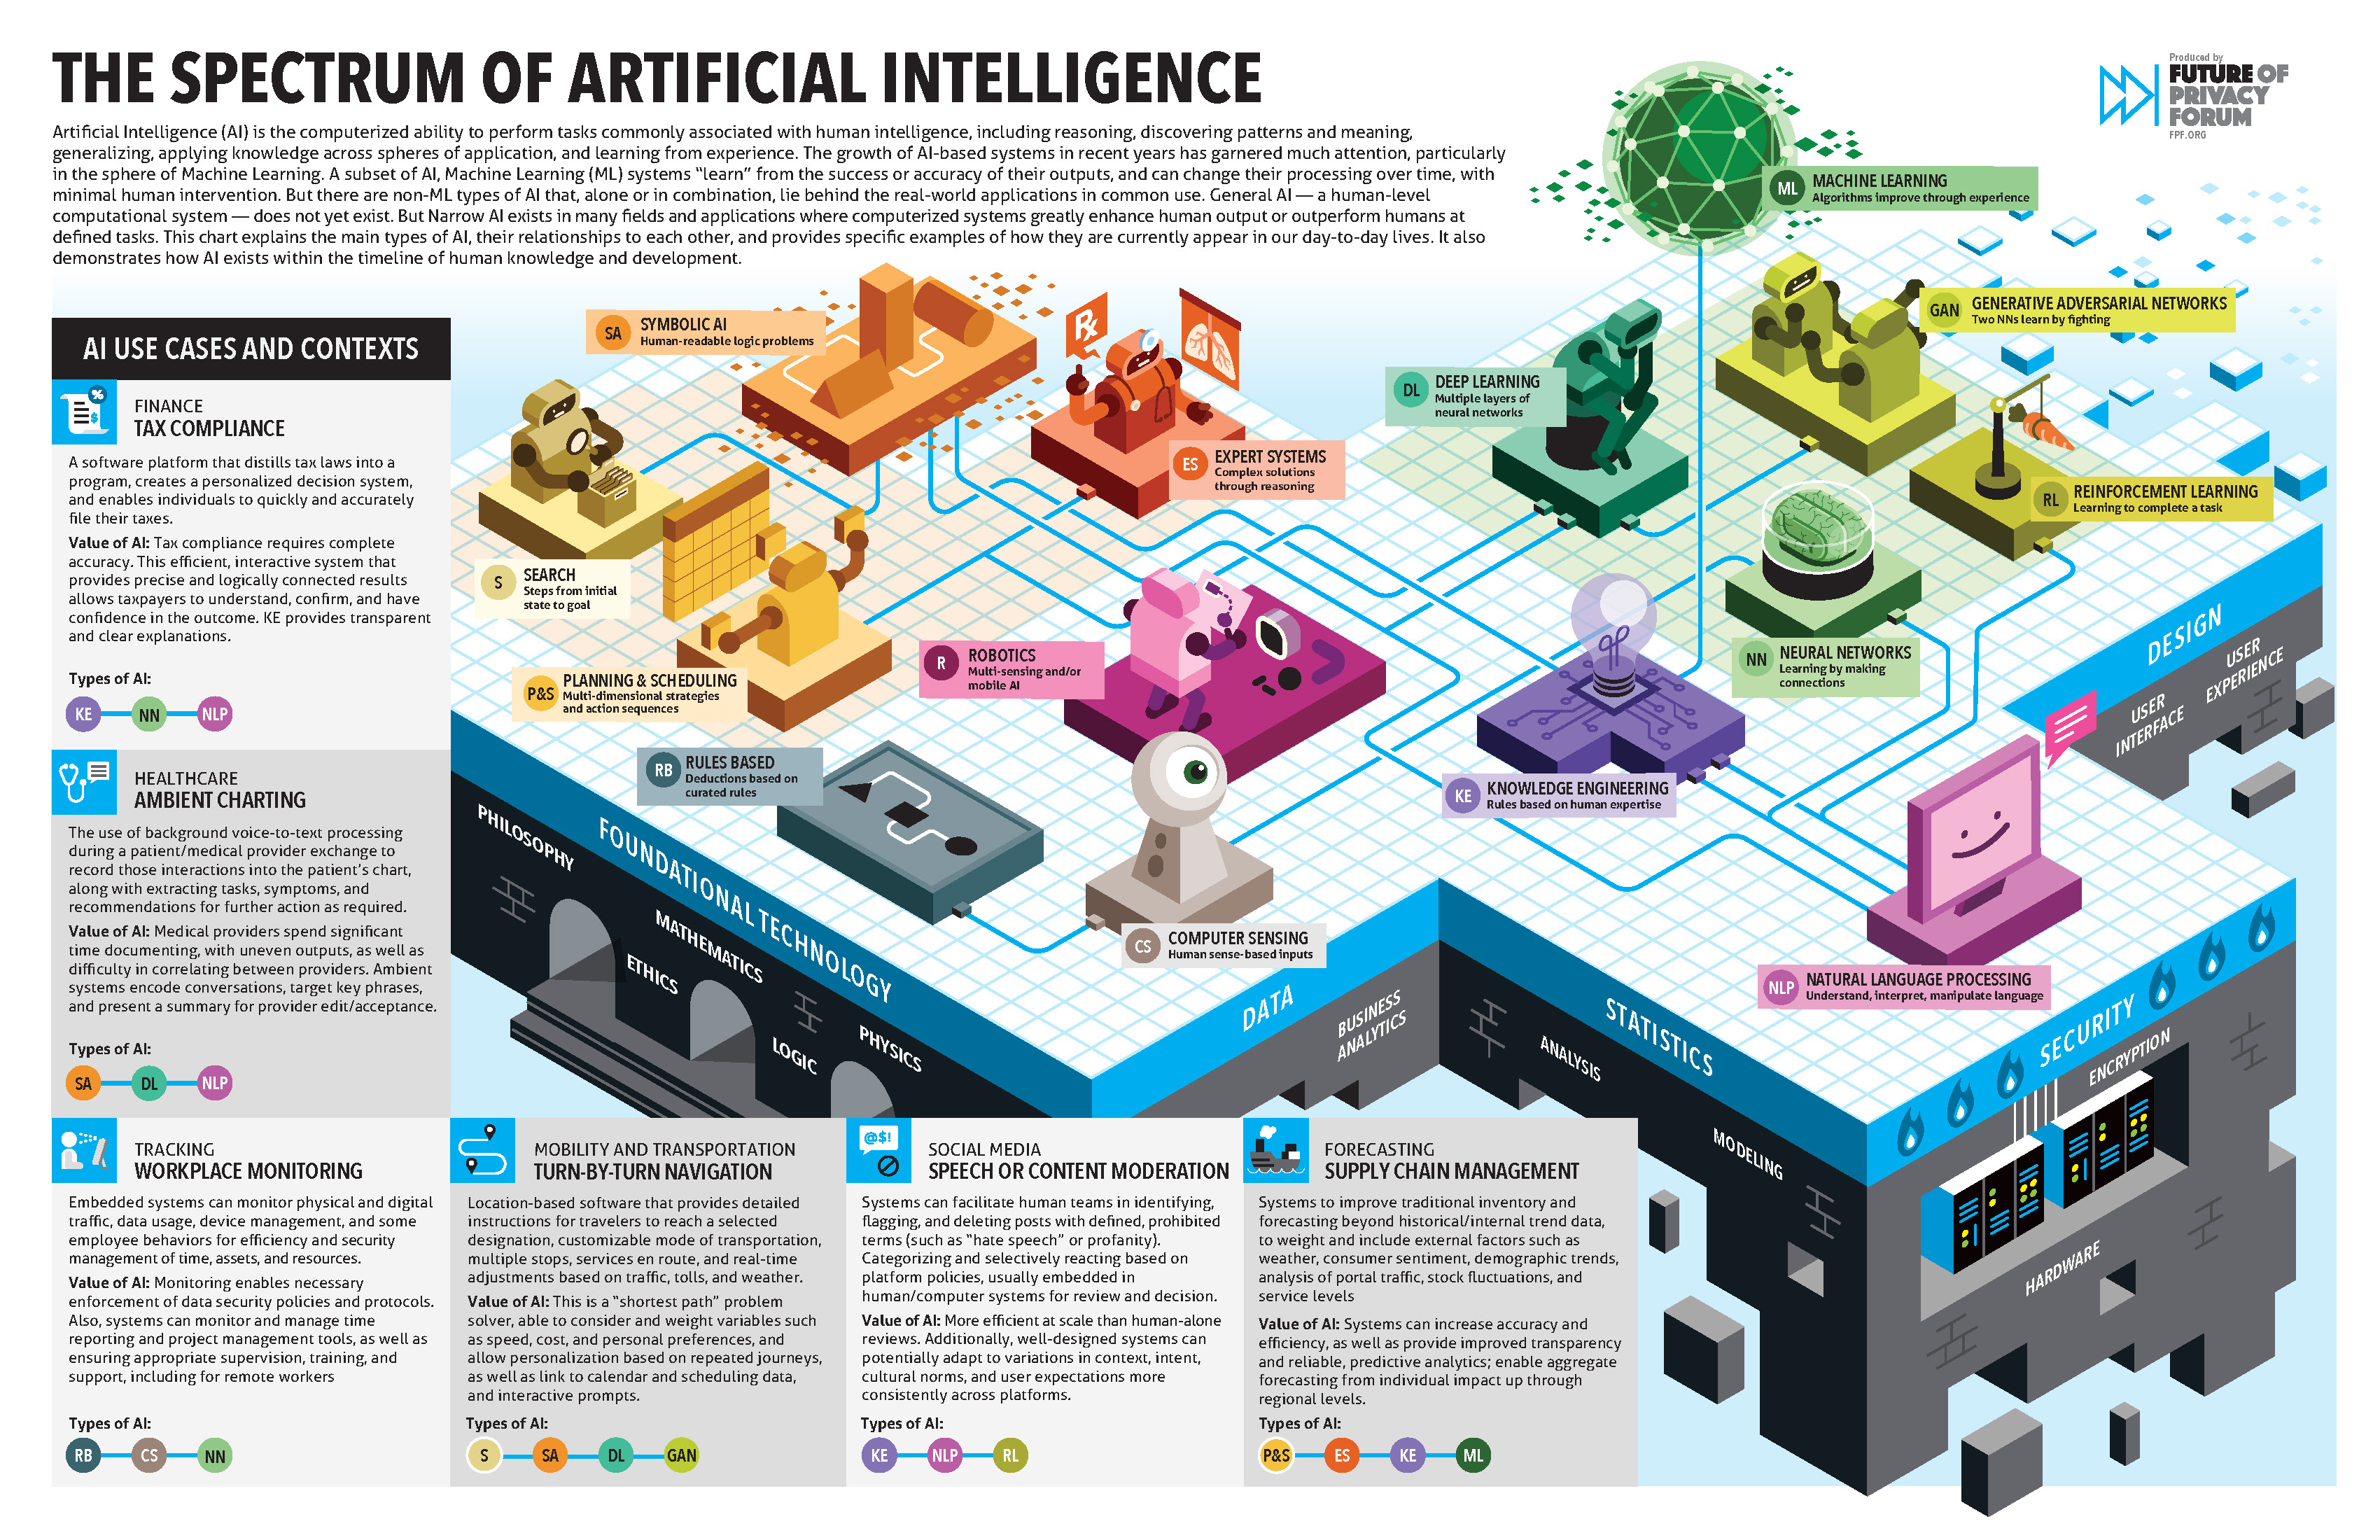 THE SPECTRUM OF ARTIFICIAL INTELLIGENCE
Artificial Intelligence (AI) is the computerized ability to perform tasks commonly associated with human intelligence, including reasoning, discovering patterns and meaning,
generalizing, applying knowledge across spheres of application, and learning from experience. The growth of AI-based systems in recent years has garnered much attention, particularly
in the sphere of Machine Learning. A subset of AI, Machine Learning (ML) systems “learn” from the success or accuracy of their outputs, and can change their processing over time, with
minimal human intervention. But there are non-ML types of AI that, alone or in combination, lie behind the real-world applications in common use. General AI — a human-level
computational system — does not yet exist. But Narrow AI exists in many fields and applications where computerized systems greatly enhance human output or outperform humans at
defined tasks. This chart explains the main types of AI, their relationships to each other, and provides specific examples of how they are currently appear in our day-to-day lives. It also
demonstrates how AI exists within the timeline of human knowledge and development.
Produced by
FUTURE OF
PRIVACY
FORUM
FPF.ORG
ML
MACHINE LEARNING
Algorithms improve through experience
GAN
GENERATIVE ADVERSARIAL NETWORKS
Two NNs learn by fighting
SA
SYMBOLIC AI
Human-readable logic problems
Rx
DL
DEEP LEARNING
Multiple layers of
neural networks
ES
EXPERT SYSTEMS
Complex solutions
through reasoning
RL
REINFORCEMENT LEARNING
Learning to complete a task
S
SEARCH
Steps from initial
state to goal
P&S
PLANNING & SCHEDULING
Multi-dimensional strategies
and action sequences
R
ROBOTICS
Multi-sensing and/or
mobile AI
NN
NEURAL NETWORKS
Learning by making
connections
RB
RULES BASED
Deductions based on
curated rules
KE
KNOWLEDGE ENGINEERING
Rules based on human expertise
CS
COMPUTER SENSING
Human sense-based inputs
NLP
NATURAL LANGUAGE PROCESSING
Understand, interpret, manipulate language
DESIGN
USER
INTERFACE
USER
EXPERIENCE
FOUNDATIONAL TECHNOLOGY
PHILOSOPHY
ETHICS
MATHEMATICS
LOGIC
PHYSICS
DATA
BUSINESS
ANALYTICS
STATISTICS
ANALYSIS
MODELING
SECURITY
ENCRYPTION
HARDWARE
AI USE CASES AND CONTEXTS
%
$
FINANCE
TAX COMPLIANCE
A software platform that distills tax laws into a
program, creates a personalized decision system,
and enables individuals to quickly and accurately
file their taxes.
Value of AI: Tax compliance requires complete
accuracy. This efficient, interactive system that
provides precise and logically connected results
allows taxpayers to understand, confirm, and have
confidence in the outcome. KE provides transparent
and clear explanations.
Types of AI:
KE NN NLP
HEALTHCARE
AMBIENT CHARTING
The use of background voice-to-text processing
during a patient/medical provider exchange to
record those interactions into the patient’s chart,
along with extracting tasks, symptoms, and
recommendations for further action as required.
Value of AI: Medical providers spend significant
time documenting, with uneven outputs, as well as
difficulty in correlating between providers. Ambient
systems encode conversations, target key phrases,
and present a summary for provider edit/acceptance.
Types of AI:
SA DL NLP
TRACKING
WORKPLACE MONITORING
Embedded systems can monitor physical and digital
traffic, data usage, device management, and some
employee behaviors for efficiency and security
management of time, assets, and resources.
Value of AI: Monitoring enables necessary
enforcement of data security policies and protocols.
Also, systems can monitor and manage time
reporting and project management tools, as well as
ensuring appropriate supervision, training, and
support, including for remote workers
Types of AI:
RB CS NN
MOBILITY AND TRANSPORTATION
TURN-BY-TURN NAVIGATION
Location-based software that provides detailed
instructions for travelers to reach a selected
designation, customizable mode of transportation,
multiple stops, services en route, and real-time
adjustments based on traffic, tolls, and weather.
Value of AI: This is a “shortest path” problem
solver, able to consider and weight variables such
as speed, cost, and personal preferences, and
allow personalization based on repeated journeys,
as well as link to calendar and scheduling data,
and interactive prompts.
Types of AI:
S SA DL GAN
@$!
SOCIAL MEDIA
SPEECH OR CONTENT MODERATION
Systems can facilitate human teams in identifying,
flagging, and deleting posts with defined, prohibited
terms (such as “hate speech” or profanity).
Categorizing and selectively reacting based on
platform policies, usually embedded in
human/computer systems for review and decision.
Value of AI: More efficient at scale than human-alone
reviews. Additionally, well-designed systems can
potentially adapt to variations in context, intent,
cultural norms, and user expectations more
consistently across platforms.
Types of AI:
KE NLP RL
FORECASTING
SUPPLY CHAIN MANAGEMENT
Systems to improve traditional inventory and
forecasting beyond historical/internal trend data,
to weight and include external factors such as
weather, consumer sentiment, demographic trends,
analysis of portal traffic, stock fluctuations, and
service levels
Value of AI: Systems can increase accuracy and
efficiency, as well as provide improved transparency
and reliable, predictive analytics; enable aggregate
forecasting from individual impact up through
regional levels.
Types of AI:
P&S ES KE ML